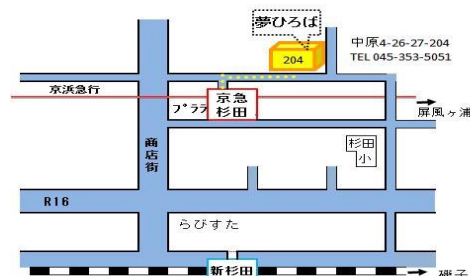 夢ひろば
204
中原4-26-27-204
TEL 045-353-5051
京浜急行
プララ
京急
杉田
屏風ヶ浦
商店街
杉田
小
R16
らびすた
新杉田
磯子